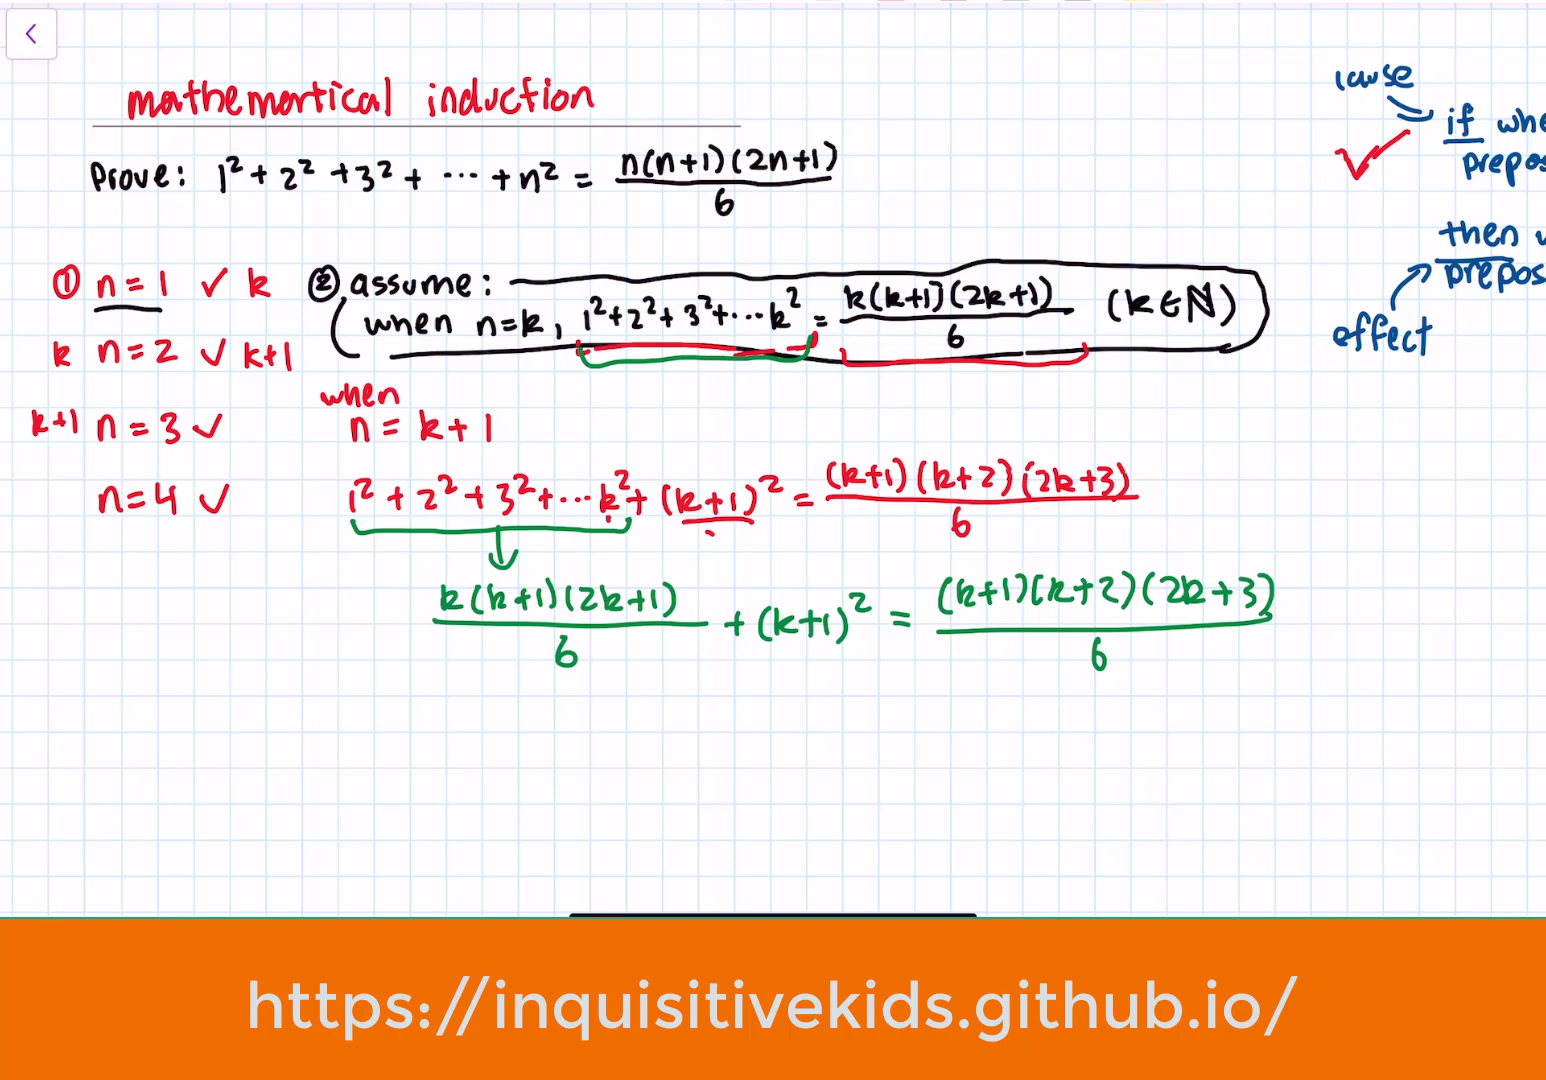 mathemortical induction
Prove: 1² + 2² + 3² + ... + n² = n(n+1)(2n+1) / 6
① n = 1 ✓ k
k n = 2 ✓ k+1
k+1 n = 3 ✓
n = 4 ✓
② assume:
when n=k, 1²+2²+3²+...k² = k(k+1)(2k+1) / 6 (k∈ℕ)
when
n = k+1
1² + 2² + 3² + ... k² + (k+1)² = (k+1)(k+2)(2k+3) / 6
k(k+1)(2k+1) / 6 + (k+1)² = (k+1)(k+2)(2k+3) / 6
cause
if
✓
then
effect
https://inquisitivekids.github.io/